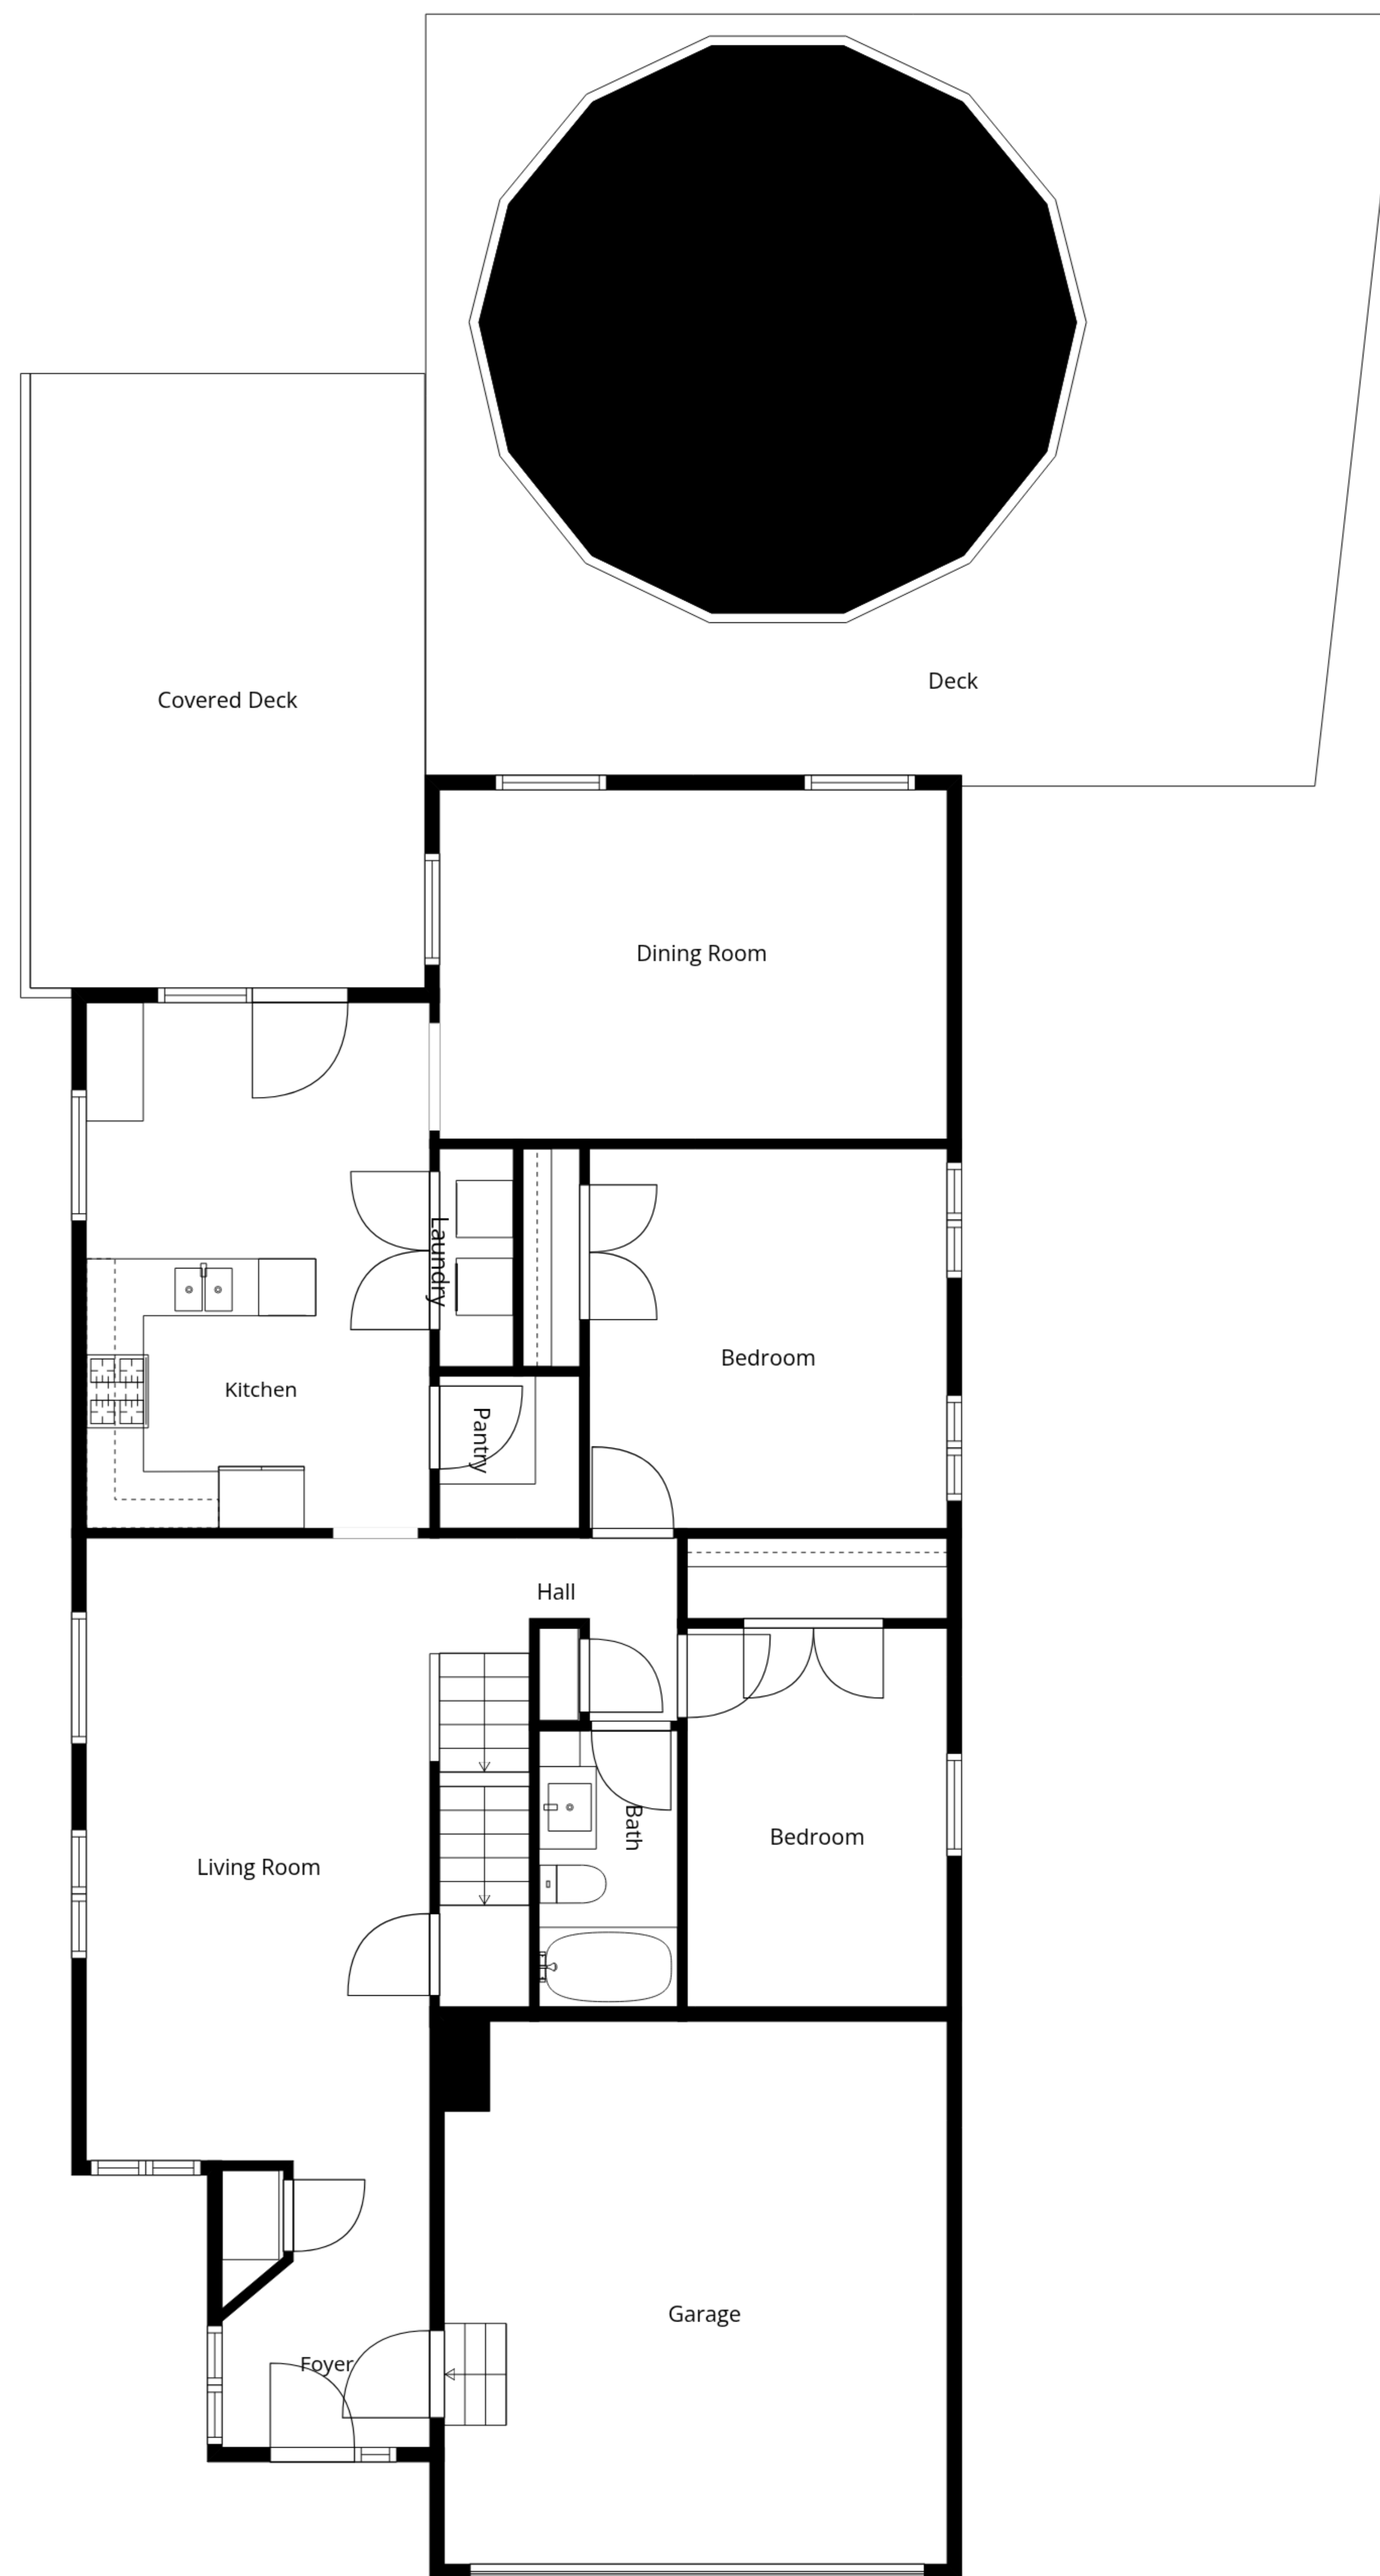 Deck
Covered Deck
Dining Room
Laundry
Bedroom
Kitchen
Pantry
Hall
Bath
Bedroom
Living Room
Garage
Foyer